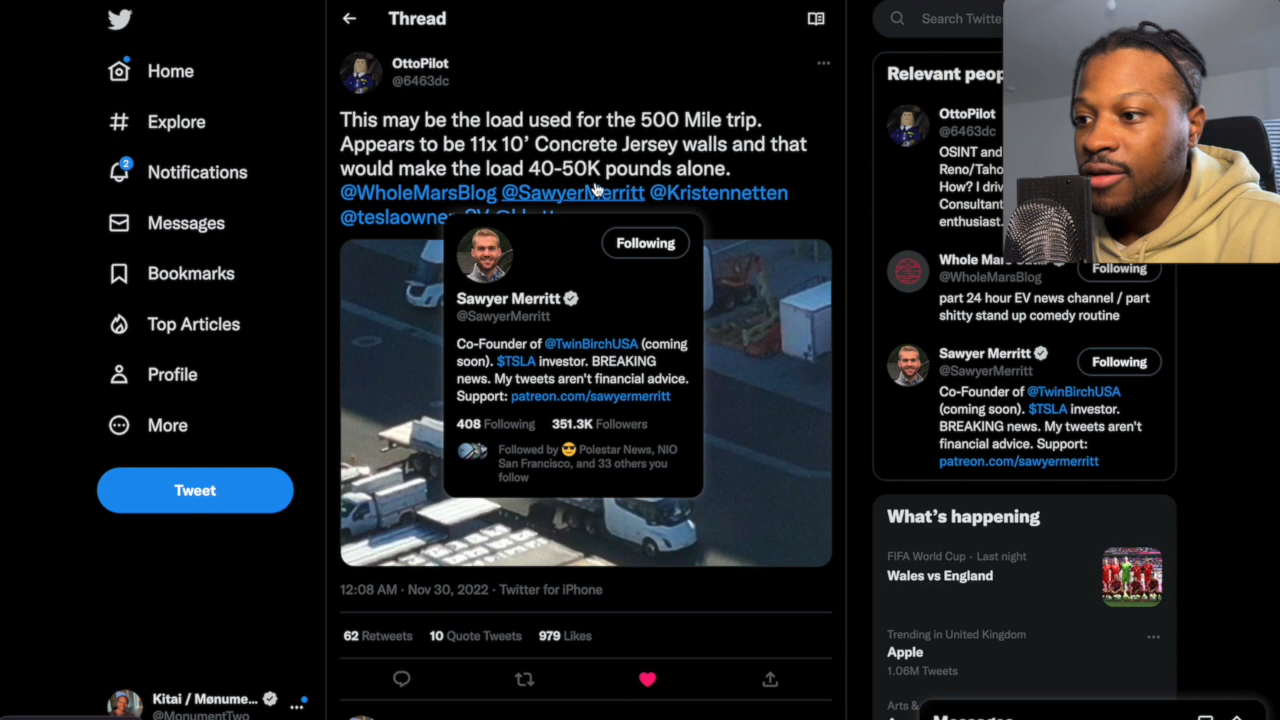 Home
Explore
2
Notifications
Messages
Bookmarks
Top Articles
Profile
More
Tweet
Kitai / Mønume...
@MonumentTwo
Thread
OttoPilot
@6463dc
This may be the load used for the 500 Mile trip.
Appears to be 11x 10’ Concrete Jersey walls and that
would make the load 40-50K pounds alone.
@WholeMarsBlog @SawyerMerritt @Kristennetten
Following
Sawyer Merritt
@SawyerMerritt
Co-Founder of @TwinBirchUSA (coming
soon). $TSLA investor. BREAKING
news. My tweets aren't financial advice.
Support: patreon.com/sawyermerritt
408 Following 351.3K Followers
Followed by 😎 Polestar News, NIO
San Francisco, and 33 others you
follow
12:08 AM · Nov 30, 2022 · Twitter for iPhone
62 Retweets 10 Quote Tweets 979 Likes
Search Twitte
Relevant peop
OttoPilot
@6463dc
OSINT and
Reno/Taho
How? I driv
Consultant
enthusiast.
Whole Mar
@WholeMarsBlog
Following
part 24 hour EV news channel / part
shitty stand up comedy routine
Sawyer Merritt
@SawyerMerritt
Following
Co-Founder of @TwinBirchUSA
(coming soon). $TSLA investor.
BREAKING news. My tweets aren't
financial advice. Support:
patreon.com/sawyermerritt
What’s happening
FIFA World Cup · Last night
Wales vs England
Trending in United Kingdom
Apple
1.06M Tweets
Arts &
Messages